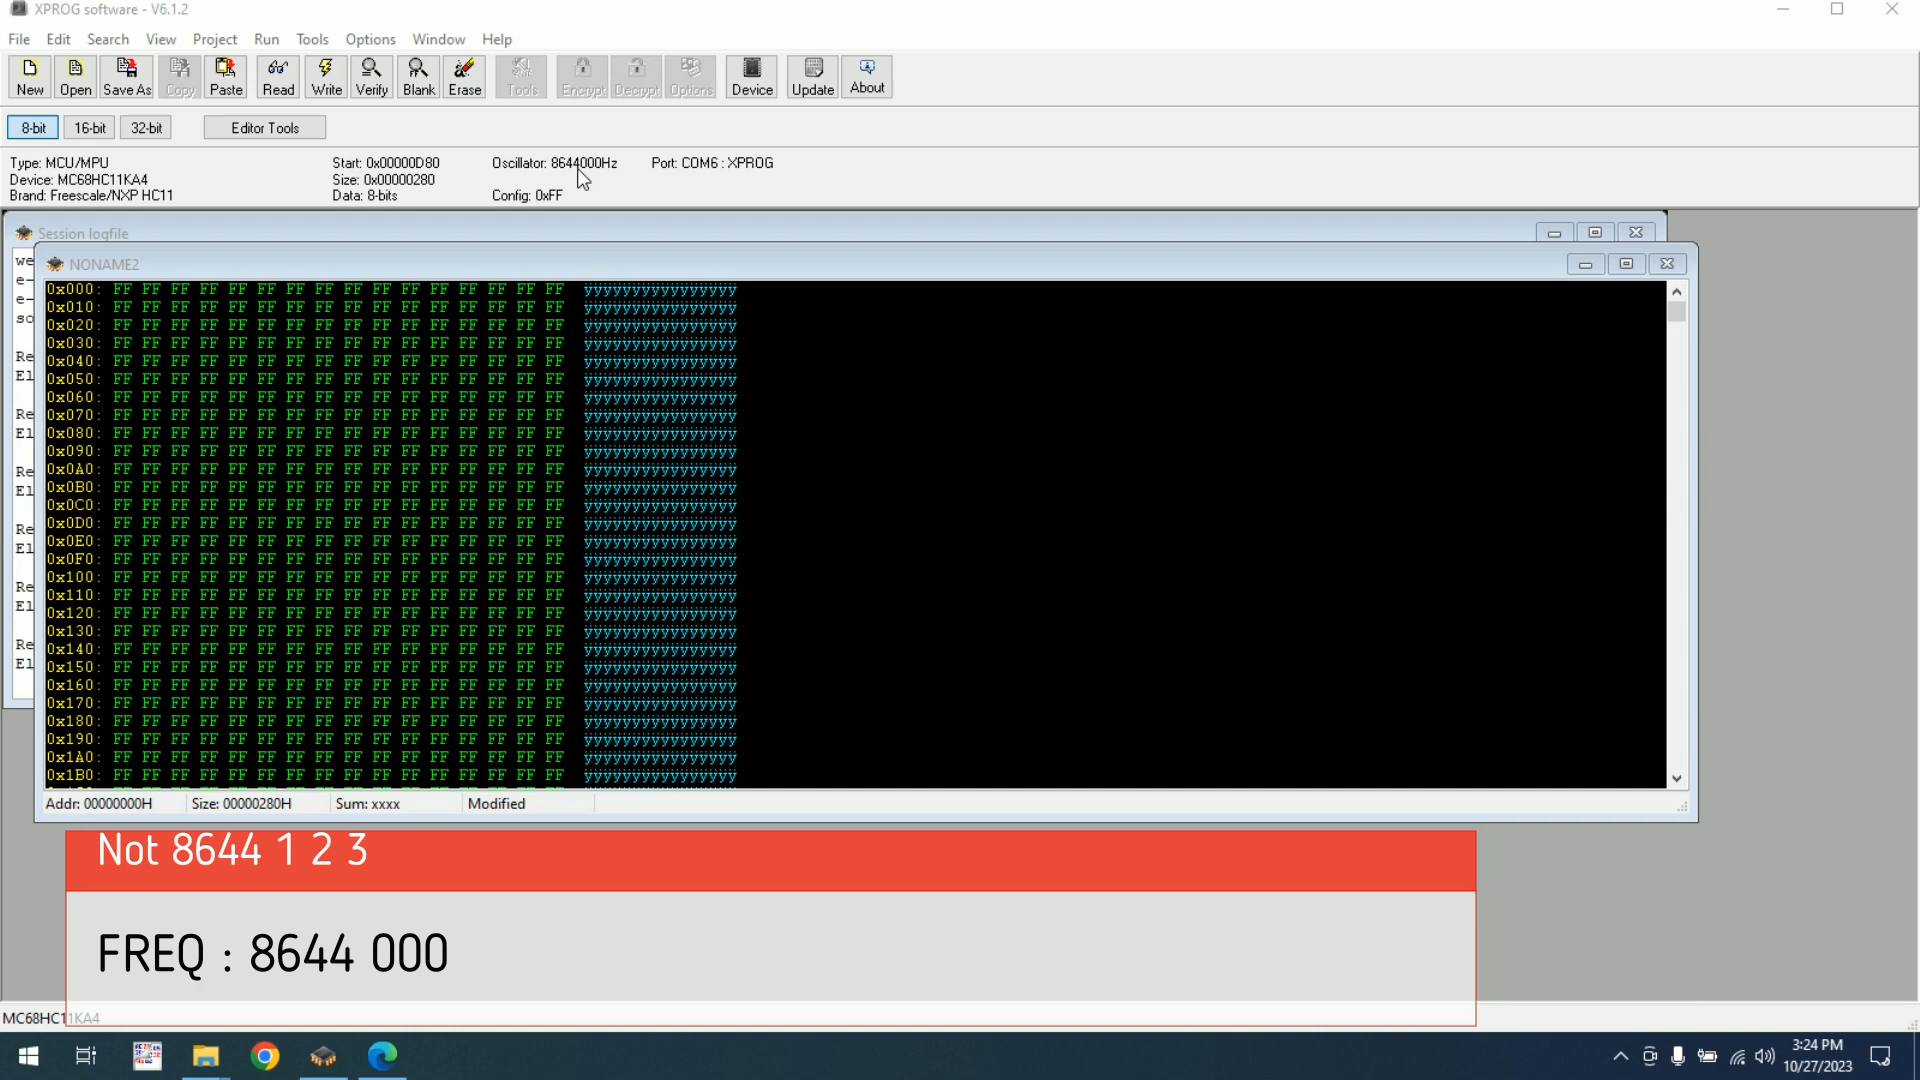 XPROG software - V6.1.2
File Edit Search View Project Run Tools Options Window Help
New Open Save As Copy Paste Read Write Verify Blank Erase Tools Encrypt Decrypt Options Device Update About
8-bit 16-bit 32-bit Editor Tools
Type: MCU/MPU Start: 0x00000D80 Oscillator: 8644000Hz Port: COM6 : XPROG
Device: MC68HC11KA4 Size: 0x00000280
Brand: Freescale/NXP HC11 Data: 8-bits Config: 0xFF
Session logfile
we
e-
e-
so
Re
El
Re
El
Re
El
Re
El
Re
El
Re
El
NONAME2
0x000: FF FF FF FF FF FF FF FF FF FF FF FF FF FF FF FF ÿÿÿÿÿÿÿÿÿÿÿÿÿÿÿÿ
0x010: FF FF FF FF FF FF FF FF FF FF FF FF FF FF FF FF ÿÿÿÿÿÿÿÿÿÿÿÿÿÿÿÿ
0x020: FF FF FF FF FF FF FF FF FF FF FF FF FF FF FF FF ÿÿÿÿÿÿÿÿÿÿÿÿÿÿÿÿ
0x030: FF FF FF FF FF FF FF FF FF FF FF FF FF FF FF FF ÿÿÿÿÿÿÿÿÿÿÿÿÿÿÿÿ
0x040: FF FF FF FF FF FF FF FF FF FF FF FF FF FF FF FF ÿÿÿÿÿÿÿÿÿÿÿÿÿÿÿÿ
0x050: FF FF FF FF FF FF FF FF FF FF FF FF FF FF FF FF ÿÿÿÿÿÿÿÿÿÿÿÿÿÿÿÿ
0x060: FF FF FF FF FF FF FF FF FF FF FF FF FF FF FF FF ÿÿÿÿÿÿÿÿÿÿÿÿÿÿÿÿ
0x070: FF FF FF FF FF FF FF FF FF FF FF FF FF FF FF FF ÿÿÿÿÿÿÿÿÿÿÿÿÿÿÿÿ
0x080: FF FF FF FF FF FF FF FF FF FF FF FF FF FF FF FF ÿÿÿÿÿÿÿÿÿÿÿÿÿÿÿÿ
0x090: FF FF FF FF FF FF FF FF FF FF FF FF FF FF FF FF ÿÿÿÿÿÿÿÿÿÿÿÿÿÿÿÿ
0x0A0: FF FF FF FF FF FF FF FF FF FF FF FF FF FF FF FF ÿÿÿÿÿÿÿÿÿÿÿÿÿÿÿÿ
0x0B0: FF FF FF FF FF FF FF FF FF FF FF FF FF FF FF FF ÿÿÿÿÿÿÿÿÿÿÿÿÿÿÿÿ
0x0C0: FF FF FF FF FF FF FF FF FF FF FF FF FF FF FF FF ÿÿÿÿÿÿÿÿÿÿÿÿÿÿÿÿ
0x0D0: FF FF FF FF FF FF FF FF FF FF FF FF FF FF FF FF ÿÿÿÿÿÿÿÿÿÿÿÿÿÿÿÿ
0x0E0: FF FF FF FF FF FF FF FF FF FF FF FF FF FF FF FF ÿÿÿÿÿÿÿÿÿÿÿÿÿÿÿÿ
0x0F0: FF FF FF FF FF FF FF FF FF FF FF FF FF FF FF FF ÿÿÿÿÿÿÿÿÿÿÿÿÿÿÿÿ
0x100: FF FF FF FF FF FF FF FF FF FF FF FF FF FF FF FF ÿÿÿÿÿÿÿÿÿÿÿÿÿÿÿÿ
0x110: FF FF FF FF FF FF FF FF FF FF FF FF FF FF FF FF ÿÿÿÿÿÿÿÿÿÿÿÿÿÿÿÿ
0x120: FF FF FF FF FF FF FF FF FF FF FF FF FF FF FF FF ÿÿÿÿÿÿÿÿÿÿÿÿÿÿÿÿ
0x130: FF FF FF FF FF FF FF FF FF FF FF FF FF FF FF FF ÿÿÿÿÿÿÿÿÿÿÿÿÿÿÿÿ
0x140: FF FF FF FF FF FF FF FF FF FF FF FF FF FF FF FF ÿÿÿÿÿÿÿÿÿÿÿÿÿÿÿÿ
0x150: FF FF FF FF FF FF FF FF FF FF FF FF FF FF FF FF ÿÿÿÿÿÿÿÿÿÿÿÿÿÿÿÿ
0x160: FF FF FF FF FF FF FF FF FF FF FF FF FF FF FF FF ÿÿÿÿÿÿÿÿÿÿÿÿÿÿÿÿ
0x170: FF FF FF FF FF FF FF FF FF FF FF FF FF FF FF FF ÿÿÿÿÿÿÿÿÿÿÿÿÿÿÿÿ
0x180: FF FF FF FF FF FF FF FF FF FF FF FF FF FF FF FF ÿÿÿÿÿÿÿÿÿÿÿÿÿÿÿÿ
0x190: FF FF FF FF FF FF FF FF FF FF FF FF FF FF FF FF ÿÿÿÿÿÿÿÿÿÿÿÿÿÿÿÿ
0x1A0: FF FF FF FF FF FF FF FF FF FF FF FF FF FF FF FF ÿÿÿÿÿÿÿÿÿÿÿÿÿÿÿÿ
0x1B0: FF FF FF FF FF FF FF FF FF FF FF FF FF FF FF FF ÿÿÿÿÿÿÿÿÿÿÿÿÿÿÿÿ
Addr: 00000000H Size: 00000280H Sum: xxxx Modified
Not 8644 1 2 3
FREQ : 8644 000
MC68HC11KA4
3:24 PM
10/27/2023